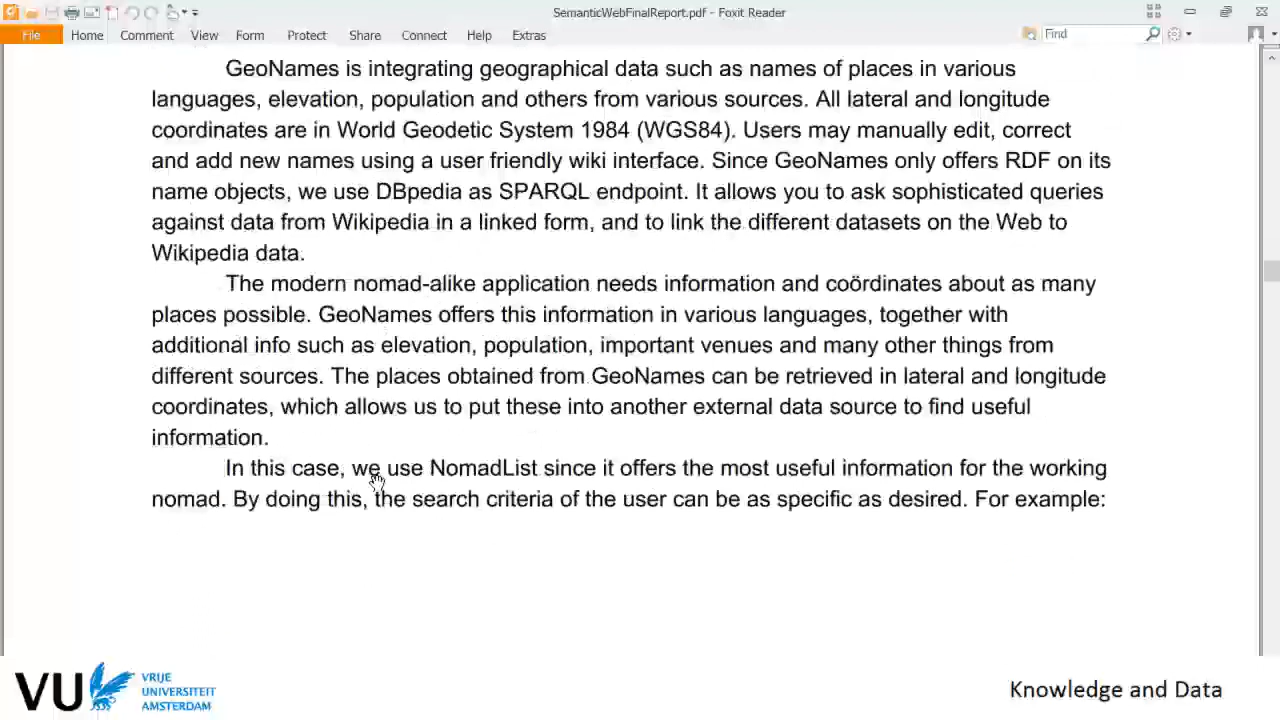 SemanticWebFinalReport.pdf - Foxit Reader
File Home Comment View Form Protect Share Connect Help Extras Find
GeoNames is integrating geographical data such as names of places in various
languages, elevation, population and others from various sources. All lateral and longitude
coordinates are in World Geodetic System 1984 (WGS84). Users may manually edit, correct
and add new names using a user friendly wiki interface. Since GeoNames only offers RDF on its
name objects, we use DBpedia as SPARQL endpoint. It allows you to ask sophisticated queries
against data from Wikipedia in a linked form, and to link the different datasets on the Web to
Wikipedia data.
The modern nomad-alike application needs information and coördinates about as many
places possible. GeoNames offers this information in various languages, together with
additional info such as elevation, population, important venues and many other things from
different sources. The places obtained from GeoNames can be retrieved in lateral and longitude
coordinates, which allows us to put these into another external data source to find useful
information.
In this case, we use NomadList since it offers the most useful information for the working
nomad. By doing this, the search criteria of the user can be as specific as desired. For example:
VU VRIJE
UNIVERSITEIT
AMSTERDAM
Knowledge and Data